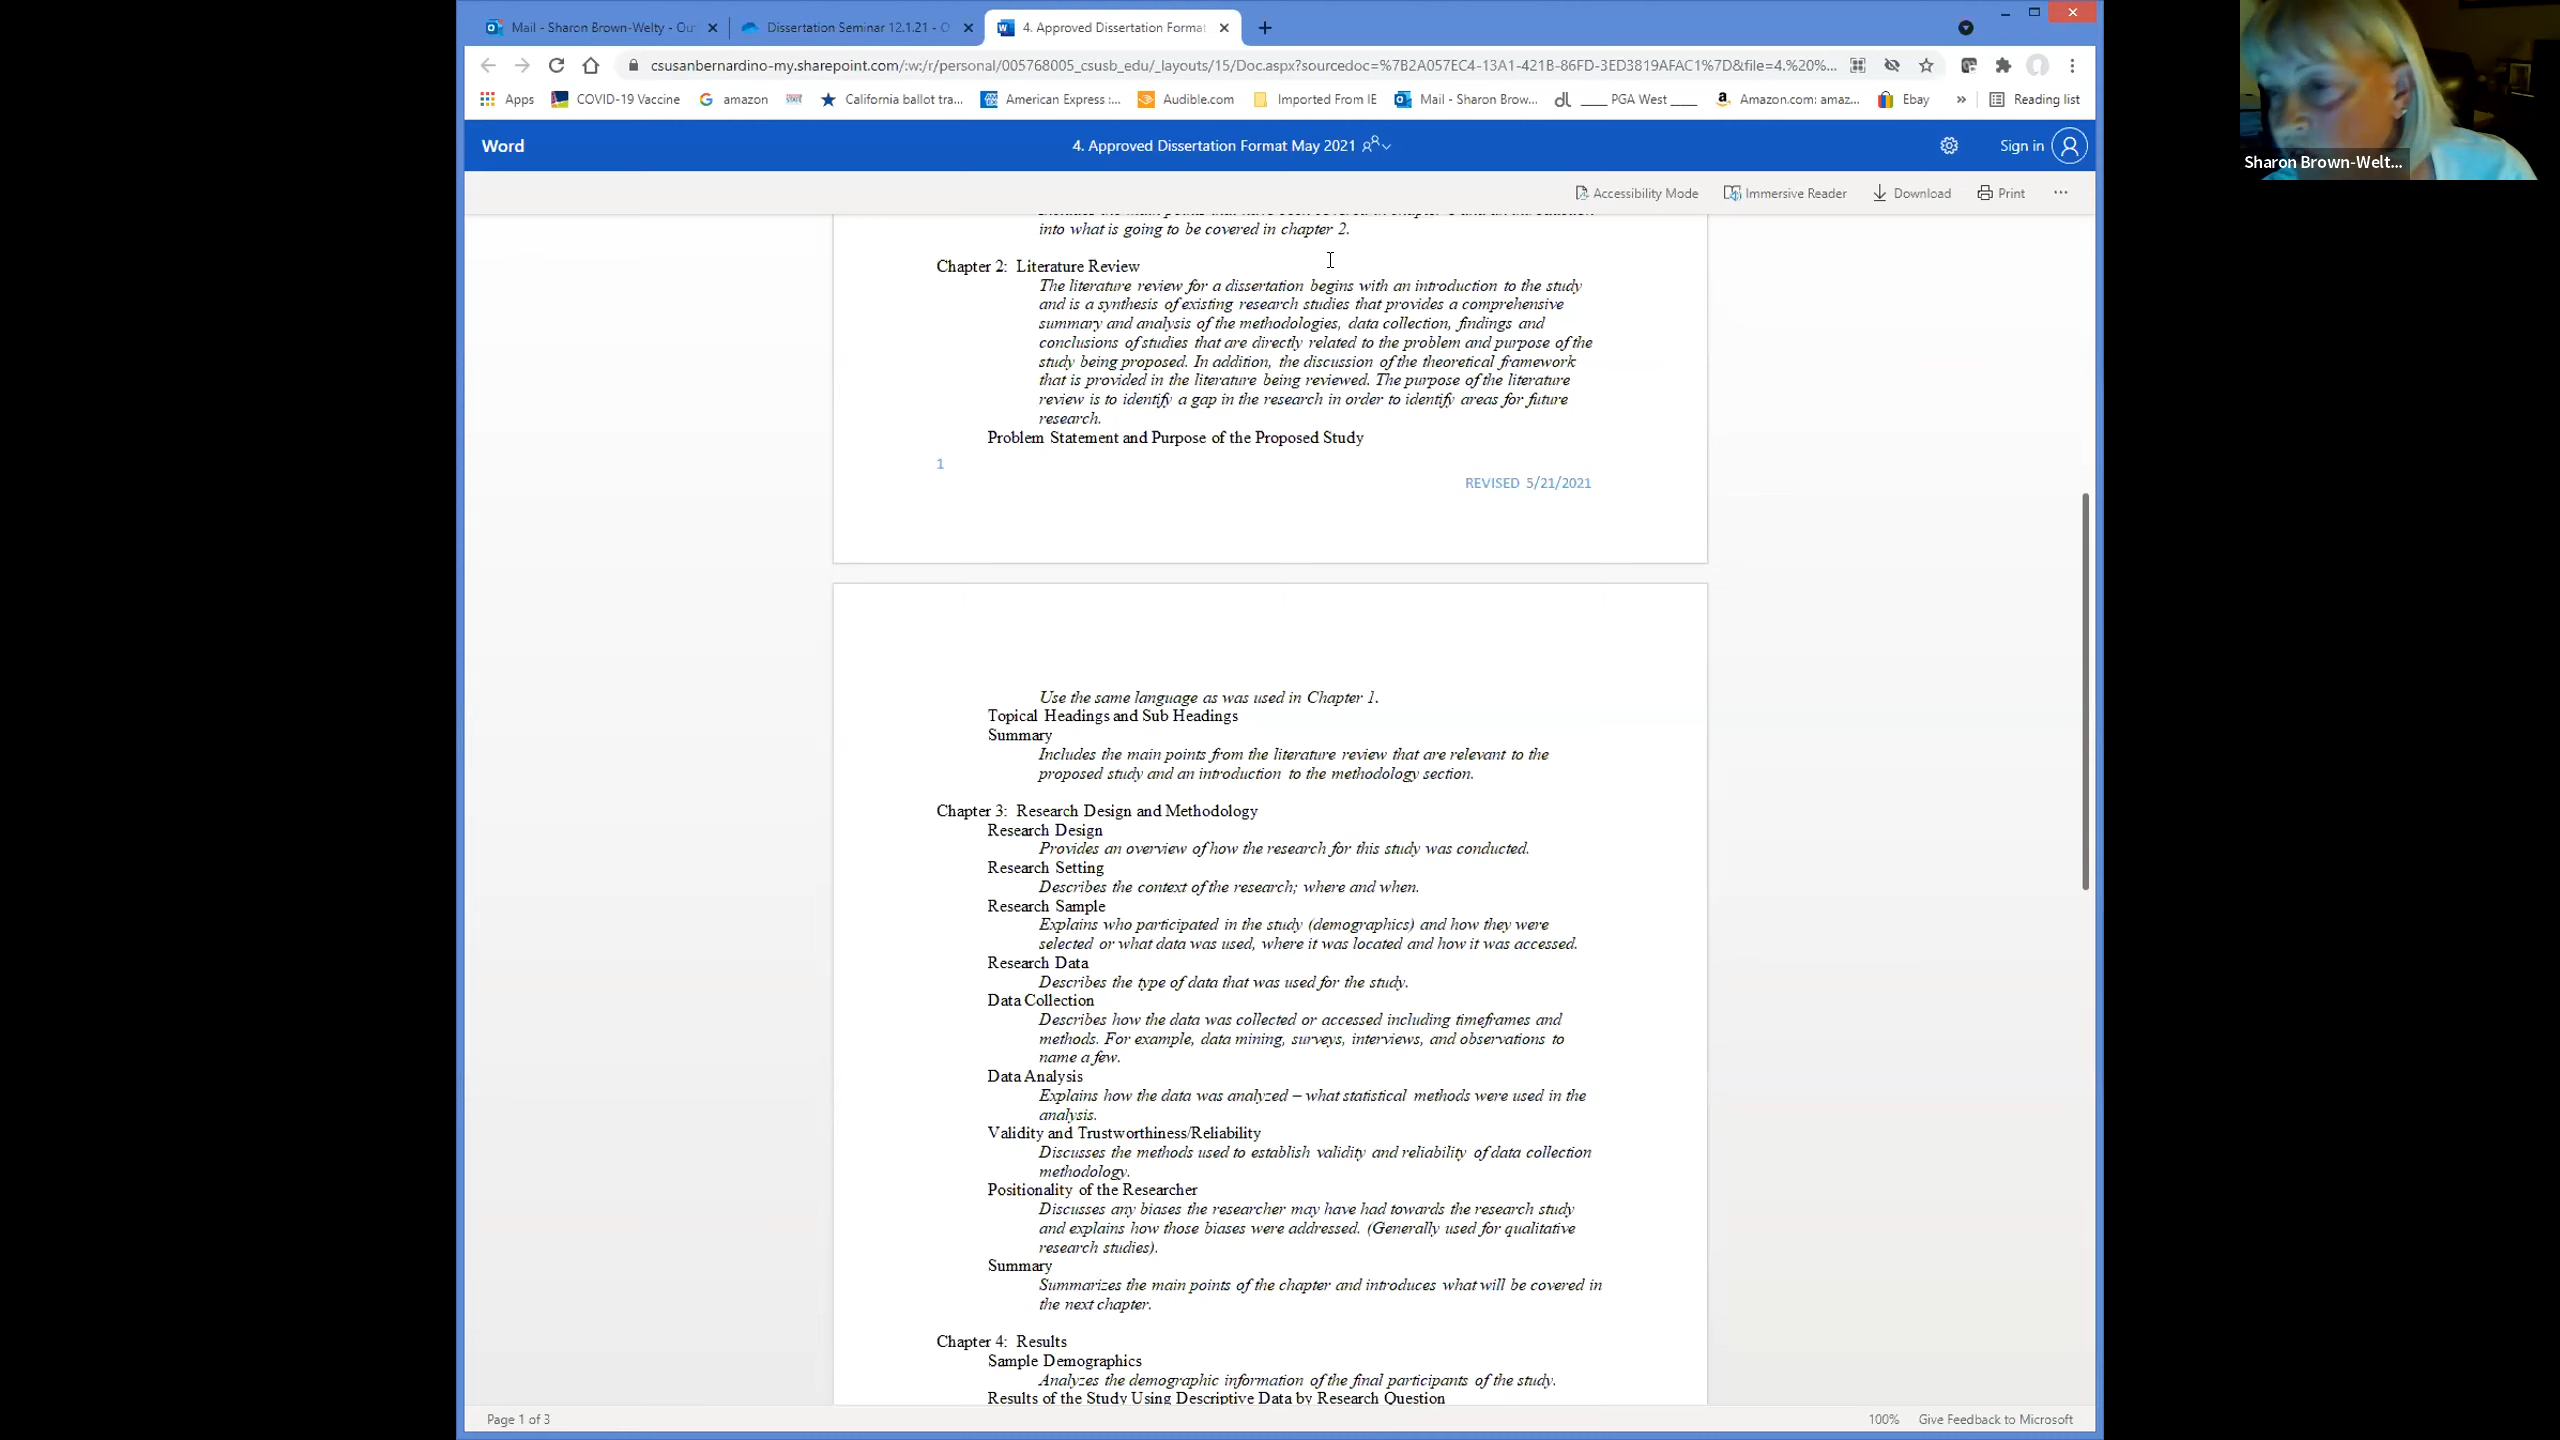 Mail - Sharon Brown-Welty - Ou
Dissertation Seminar 12.1.21 - O
4. Approved Dissertation Format
csusanbernardino-my.sharepoint.com/:w:/r/personal/005768005_csusb_edu/_layouts/15/Doc.aspx?sourcedoc=%7B2A057EC4-13A1-421B-86FD-3ED3819AFAC1%7D&file=4.%20%...
Apps
COVID-19 Vaccine
amazon
California ballot tra...
American Express :...
Audible.com
Imported From IE
Mail - Sharon Brow...
____ PGA West ____
Amazon.com: amaz...
Ebay
»
Reading list
Word
4. Approved Dissertation Format May 2021
Sign in
Accessibility Mode
Immersive Reader
Download
Print
into what is going to be covered in chapter 2.
Chapter 2: Literature Review
The literature review for a dissertation begins with an introduction to the study
and is a synthesis of existing research studies that provides a comprehensive
summary and analysis of the methodologies, data collection, findings and
conclusions of studies that are directly related to the problem and purpose of the
study being proposed. In addition, the discussion of the theoretical framework
that is provided in the literature being reviewed. The purpose of the literature
review is to identify a gap in the research in order to identify areas for future
research.
Problem Statement and Purpose of the Proposed Study
1
REVISED 5/21/2021
Use the same language as was used in Chapter 1.
Topical Headings and Sub Headings
Summary
Includes the main points from the literature review that are relevant to the
proposed study and an introduction to the methodology section.
Chapter 3: Research Design and Methodology
Research Design
Provides an overview of how the research for this study was conducted.
Research Setting
Describes the context of the research; where and when.
Research Sample
Explains who participated in the study (demographics) and how they were
selected or what data was used, where it was located and how it was accessed.
Research Data
Describes the type of data that was used for the study.
Data Collection
Describes how the data was collected or accessed including timeframes and
methods. For example, data mining, surveys, interviews, and observations to
name a few.
Data Analysis
Explains how the data was analyzed – what statistical methods were used in the
analysis.
Validity and Trustworthiness/Reliability
Discusses the methods used to establish validity and reliability of data collection
methodology.
Positionality of the Researcher
Discusses any biases the researcher may have had towards the research study
and explains how those biases were addressed. (Generally used for qualitative
research studies).
Summary
Summarizes the main points of the chapter and introduces what will be covered in
the next chapter.
Chapter 4: Results
Sample Demographics
Analyzes the demographic information of the final participants of the study.
Results of the Study Using Descriptive Data by Research Question
Page 1 of 3
100%
Give Feedback to Microsoft
Sharon Brown-Welt...